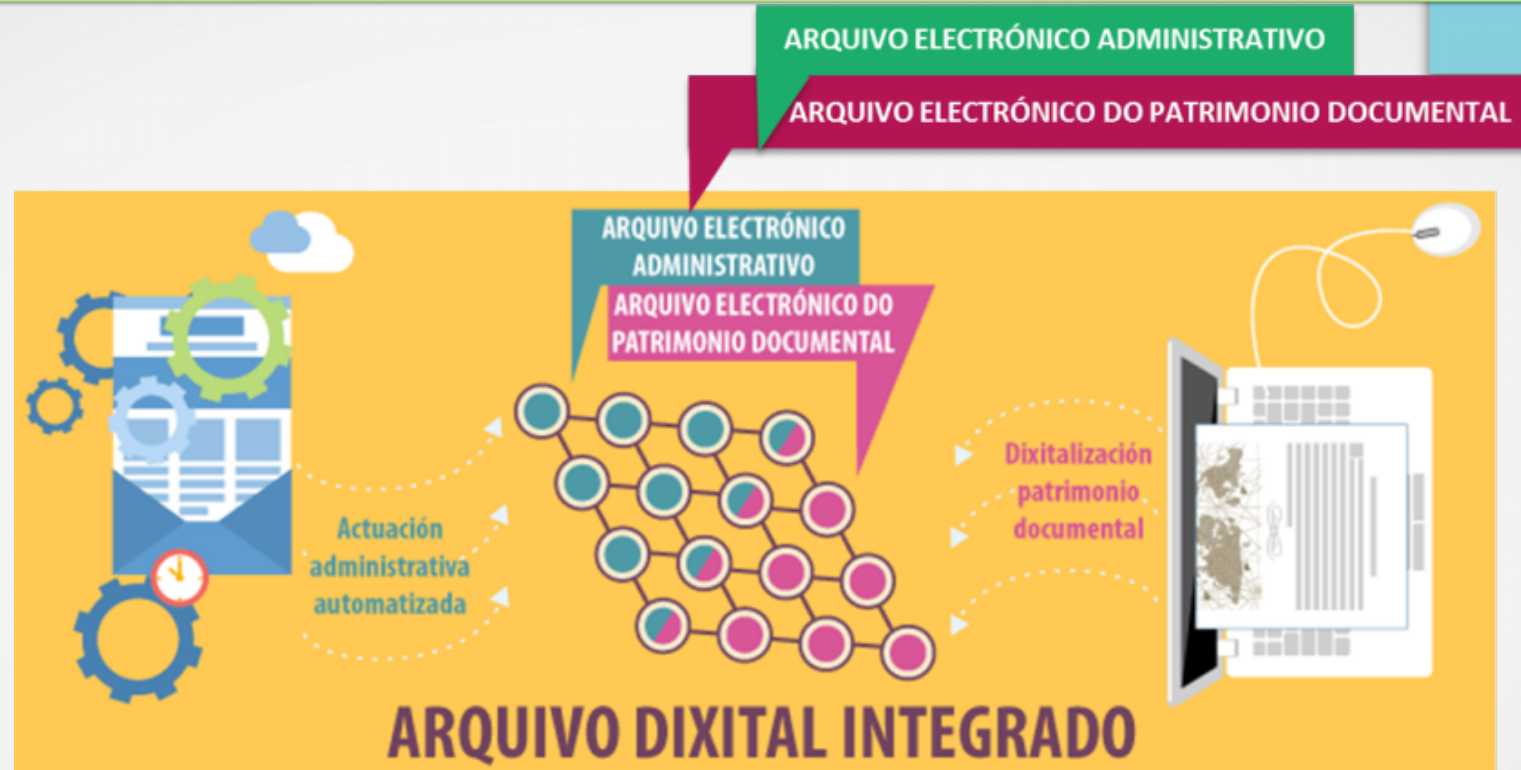 ARQUIVO ELECTRÓNICO ADMINISTRATIVO
ARQUIVO ELECTRÓNICO DO PATRIMONIO DOCUMENTAL
ARQUIVO ELECTRÓNICO
ADMINISTRATIVO
ARQUIVO ELECTRÓNICO DO
PATRIMONIO DOCUMENTAL
Actuación
administrativa
automatizada
Dixitalización
patrimonio
documental
ARQUIVO DIXITAL INTEGRADO